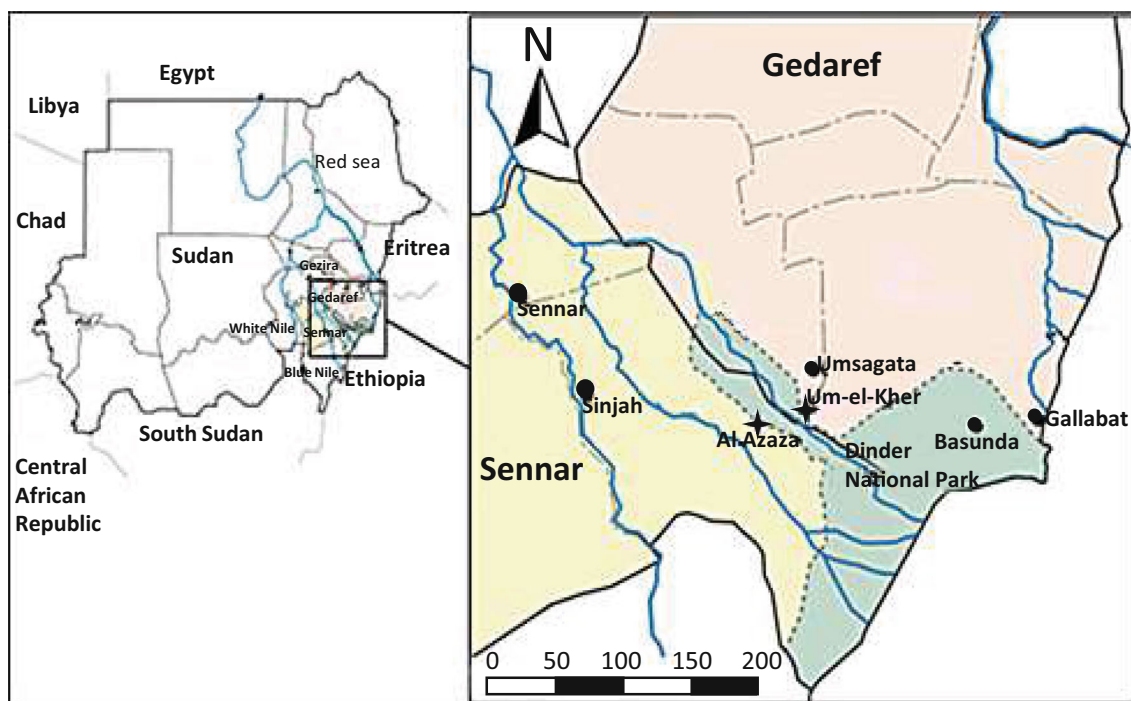 Egypt
Libya
Red sea
Chad
Sudan
Eritrea
Gezira
Gedaref
White Nile
Sennar
Blue Nile
Ethiopia
South Sudan
Central
African
Republic
N
Gedaref
Sennar
Umsagata
Sinjah
Um-el-Kher
Al.Azaza
Gallabat
Basunda
Dinder
National Park
Sennar
0 50 100 150 200